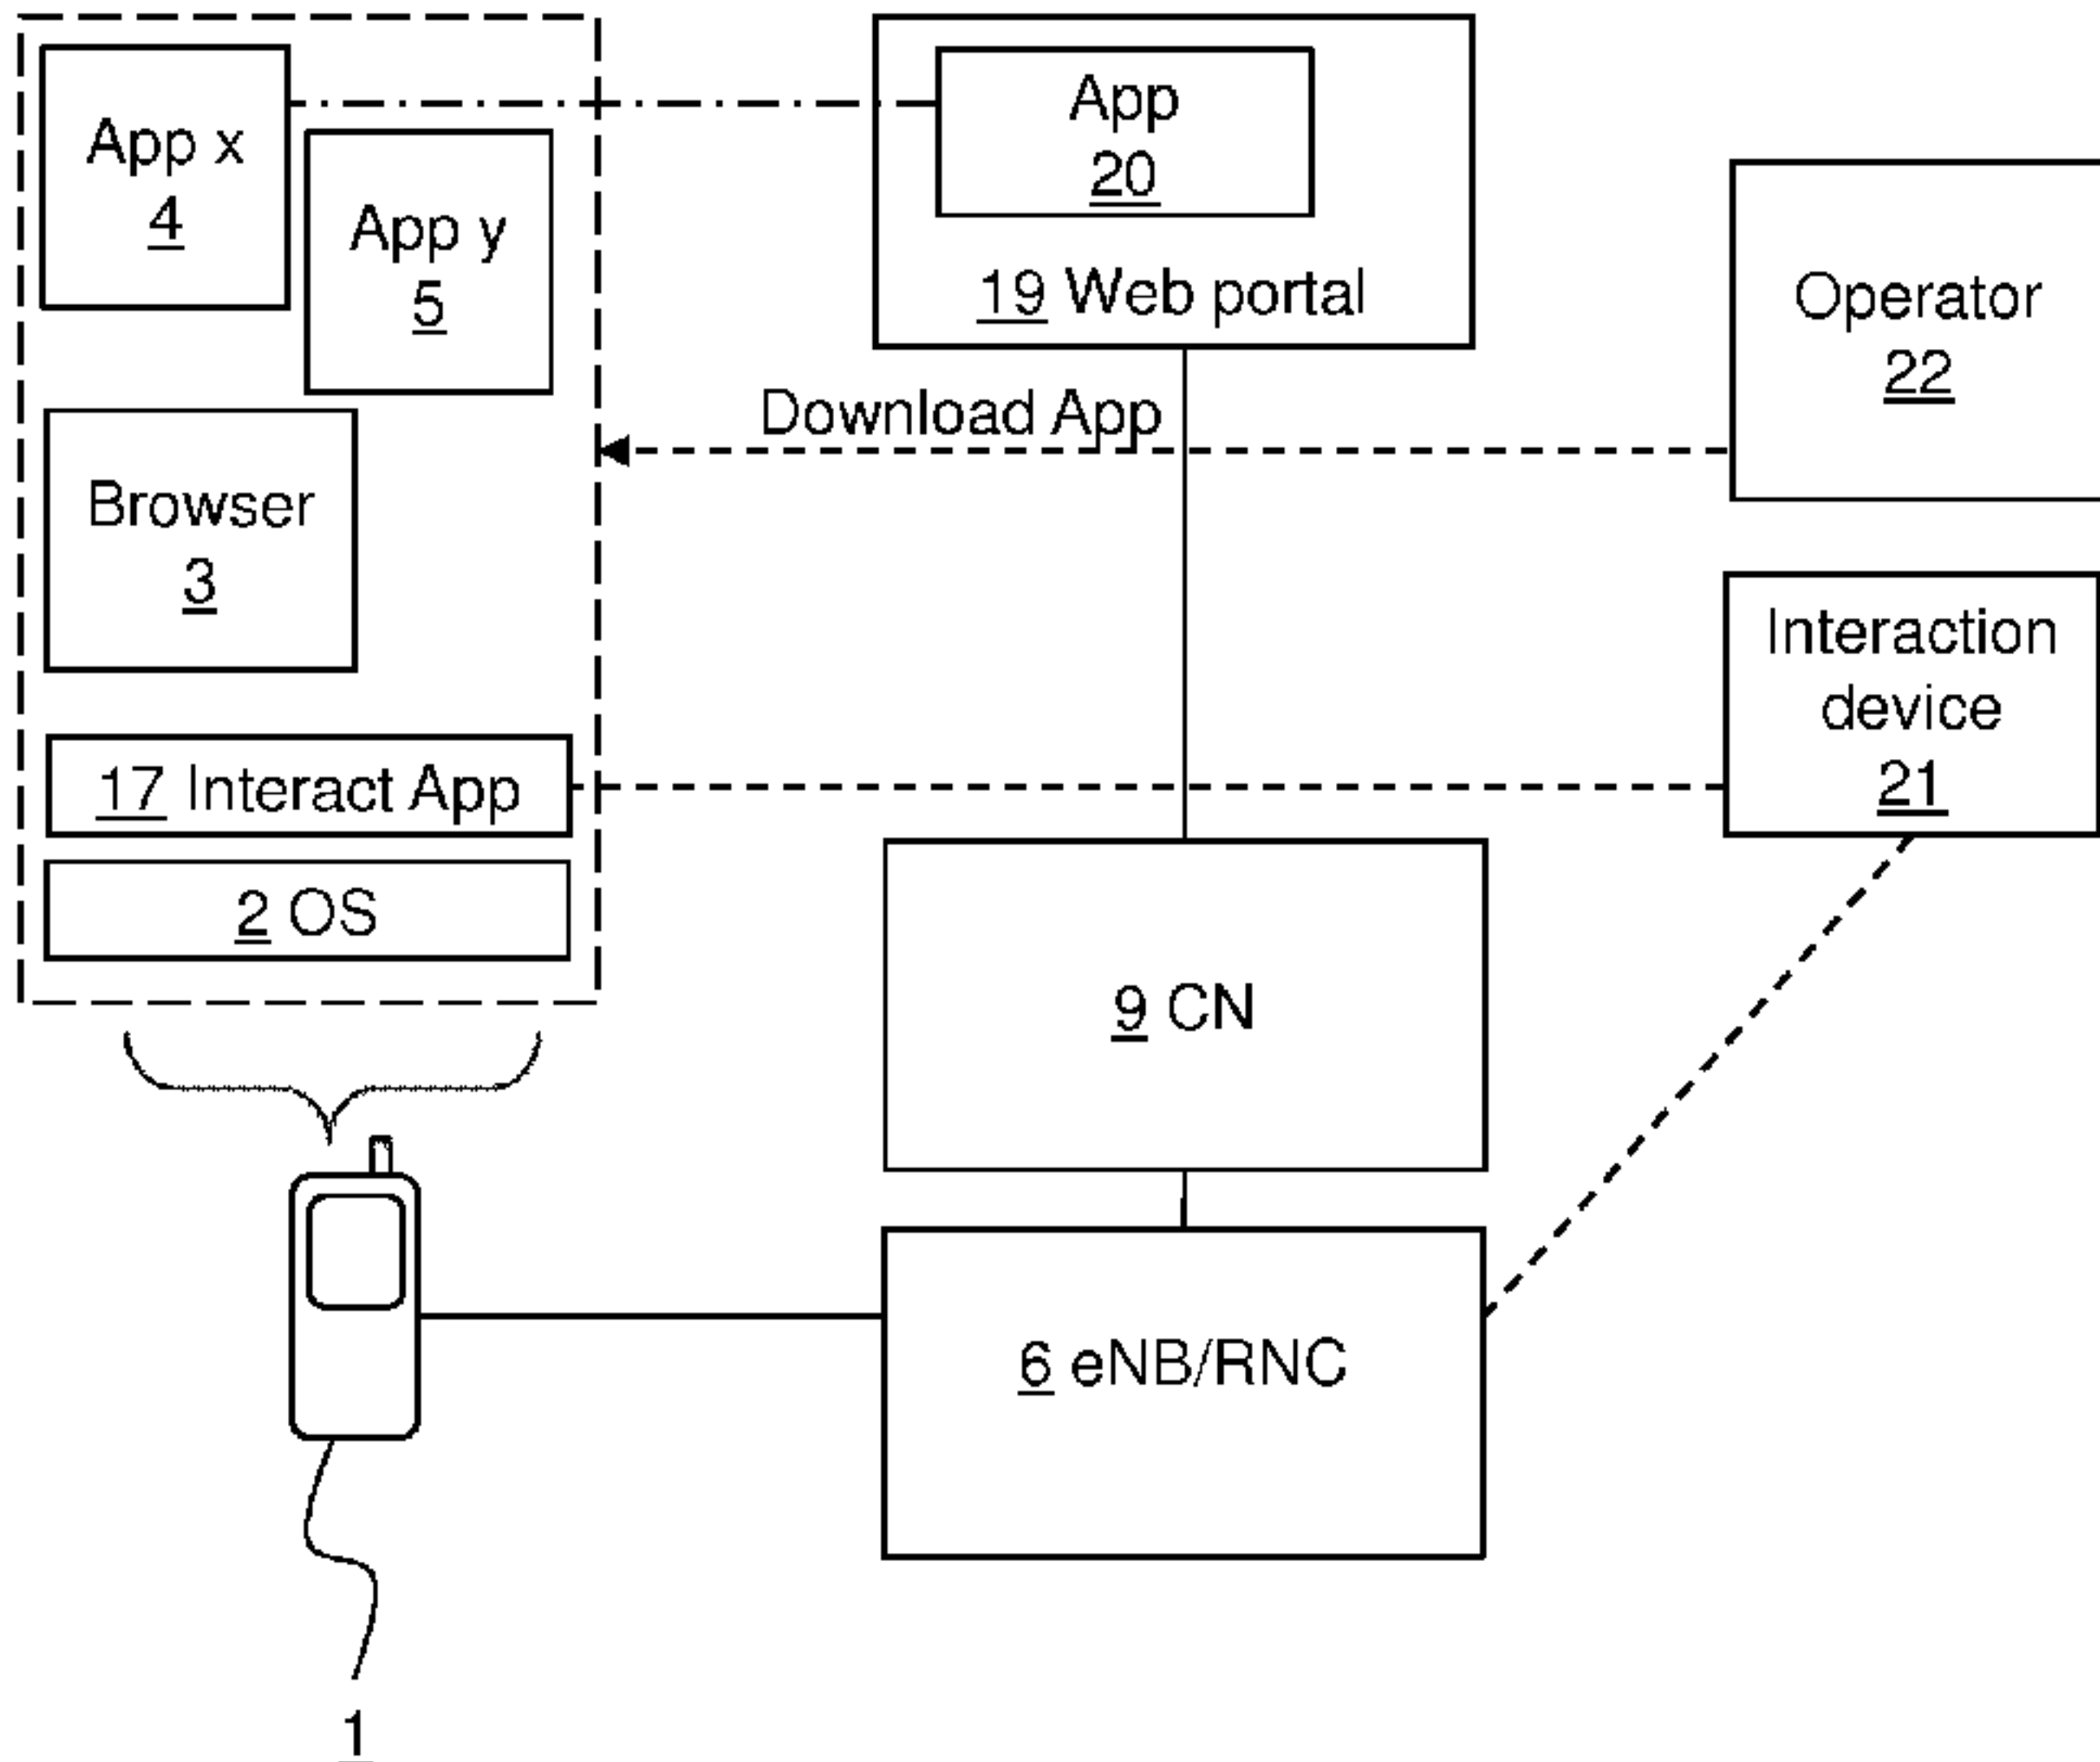 App x
4
App y
5
Browser
3
17 Interact App
2 OS
1
App
20
19 Web portal
Download App
9 CN
6 eNB/RNC
Operator
22
Interaction
device
21